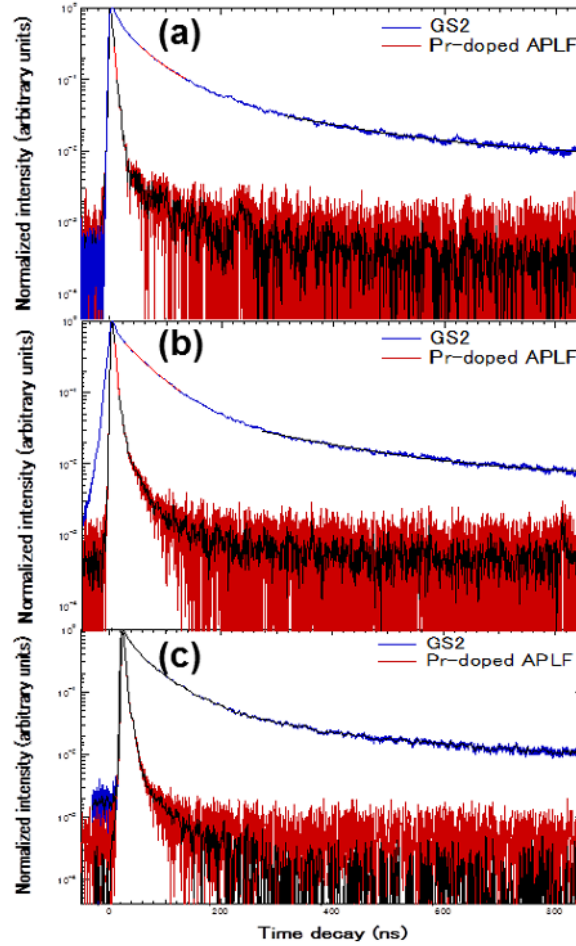 Normalized intensity (arbitrary units)
(a)
GS2
Pr-doped APLF
Normalized intensity (arbitrary units)
(b)
GS2
Pr-doped APLF
Normalized intensity (arbitrary units)
(c)
GS2
Pr-doped APLF
0 200 400 600 800
Time decay (ns)